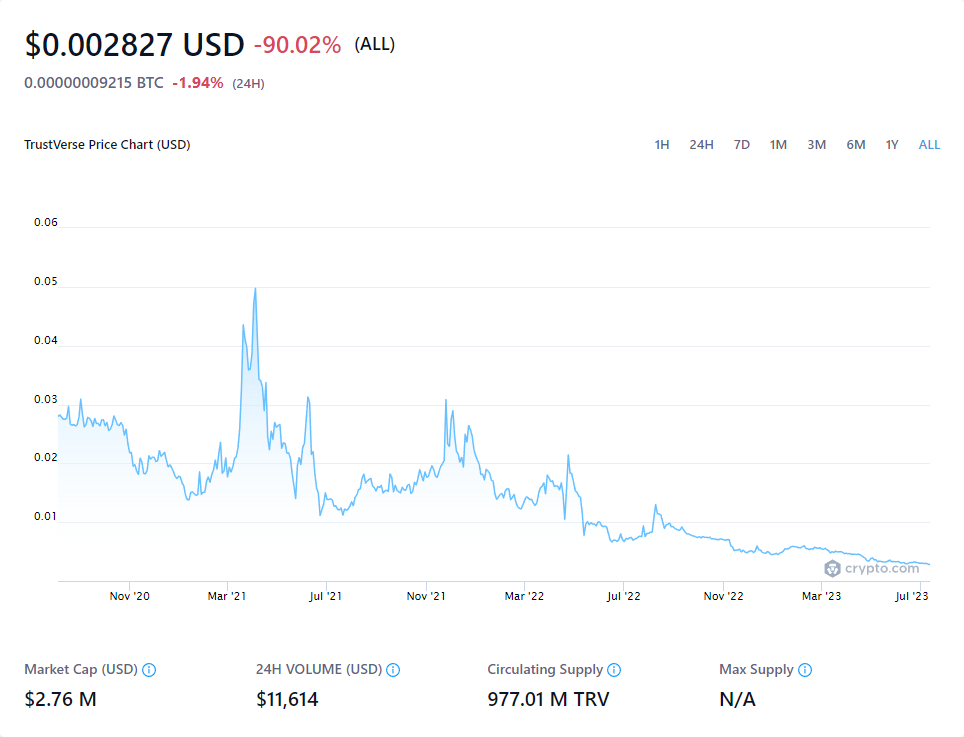 $0.002827 USD -90.02% (ALL)
0.00000009215 BTC -1.94% (24H)
TrustVerse Price Chart (USD) 1H 24H 7D 1M 3M 6M 1Y ALL
0.06
0.05
0.04
0.03
0.02
0.01
crypto.com
Nov '20 Mar '21 Jul '21 Nov '21 Mar '22 Jul '22 Nov '22 Mar '23 Jul '23
Market Cap (USD) 24H VOLUME (USD) Circulating Supply Max Supply
$2.76 M $11,614 977.01 M TRV N/A